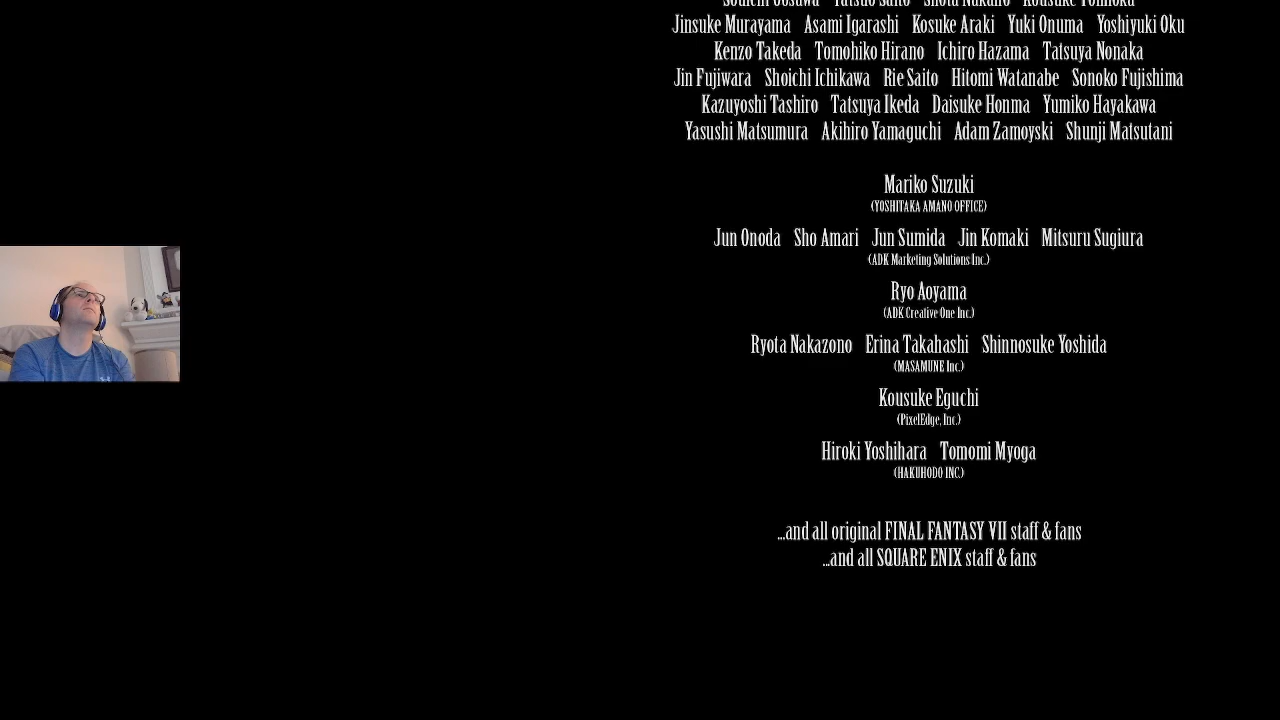 Jinsuke Murayama Asami Igarashi Kosuke Araki Yuki Onuma Yoshiyuki Oku
Kenzo Takeda Tomohiko Hirano Ichiro Hazama Tatsuya Nonaka
Jin Fujiwara Shoichi Ichikawa Rie Saito Hitomi Watanabe Sonoko Fujishima
Kazuyoshi Tashiro Tatsuya Ikeda Daisuke Honma Yumiko Hayakawa
Yasushi Matsumura Akihiro Yamaguchi Adam Zamoyski Shunji Matsutani
Mariko Suzuki
(YOSHITAKA AMANO OFFICE)
Jun Onoda Sho Amari Jun Sumida Jin Komaki Mitsuru Sugiura
(ADK Marketing Solutions Inc.)
Ryo Aoyama
(ADK Creative One Inc.)
Ryota Nakazono Erina Takahashi Shinnosuke Yoshida
(MASAMUNE Inc.)
Kousuke Eguchi
(PixelEdge, Inc.)
Hiroki Yoshihara Tomomi Myoga
(HAKUHODO INC.)
...and all original FINAL FANTASY VII staff & fans
...and all SQUARE ENIX staff & fans